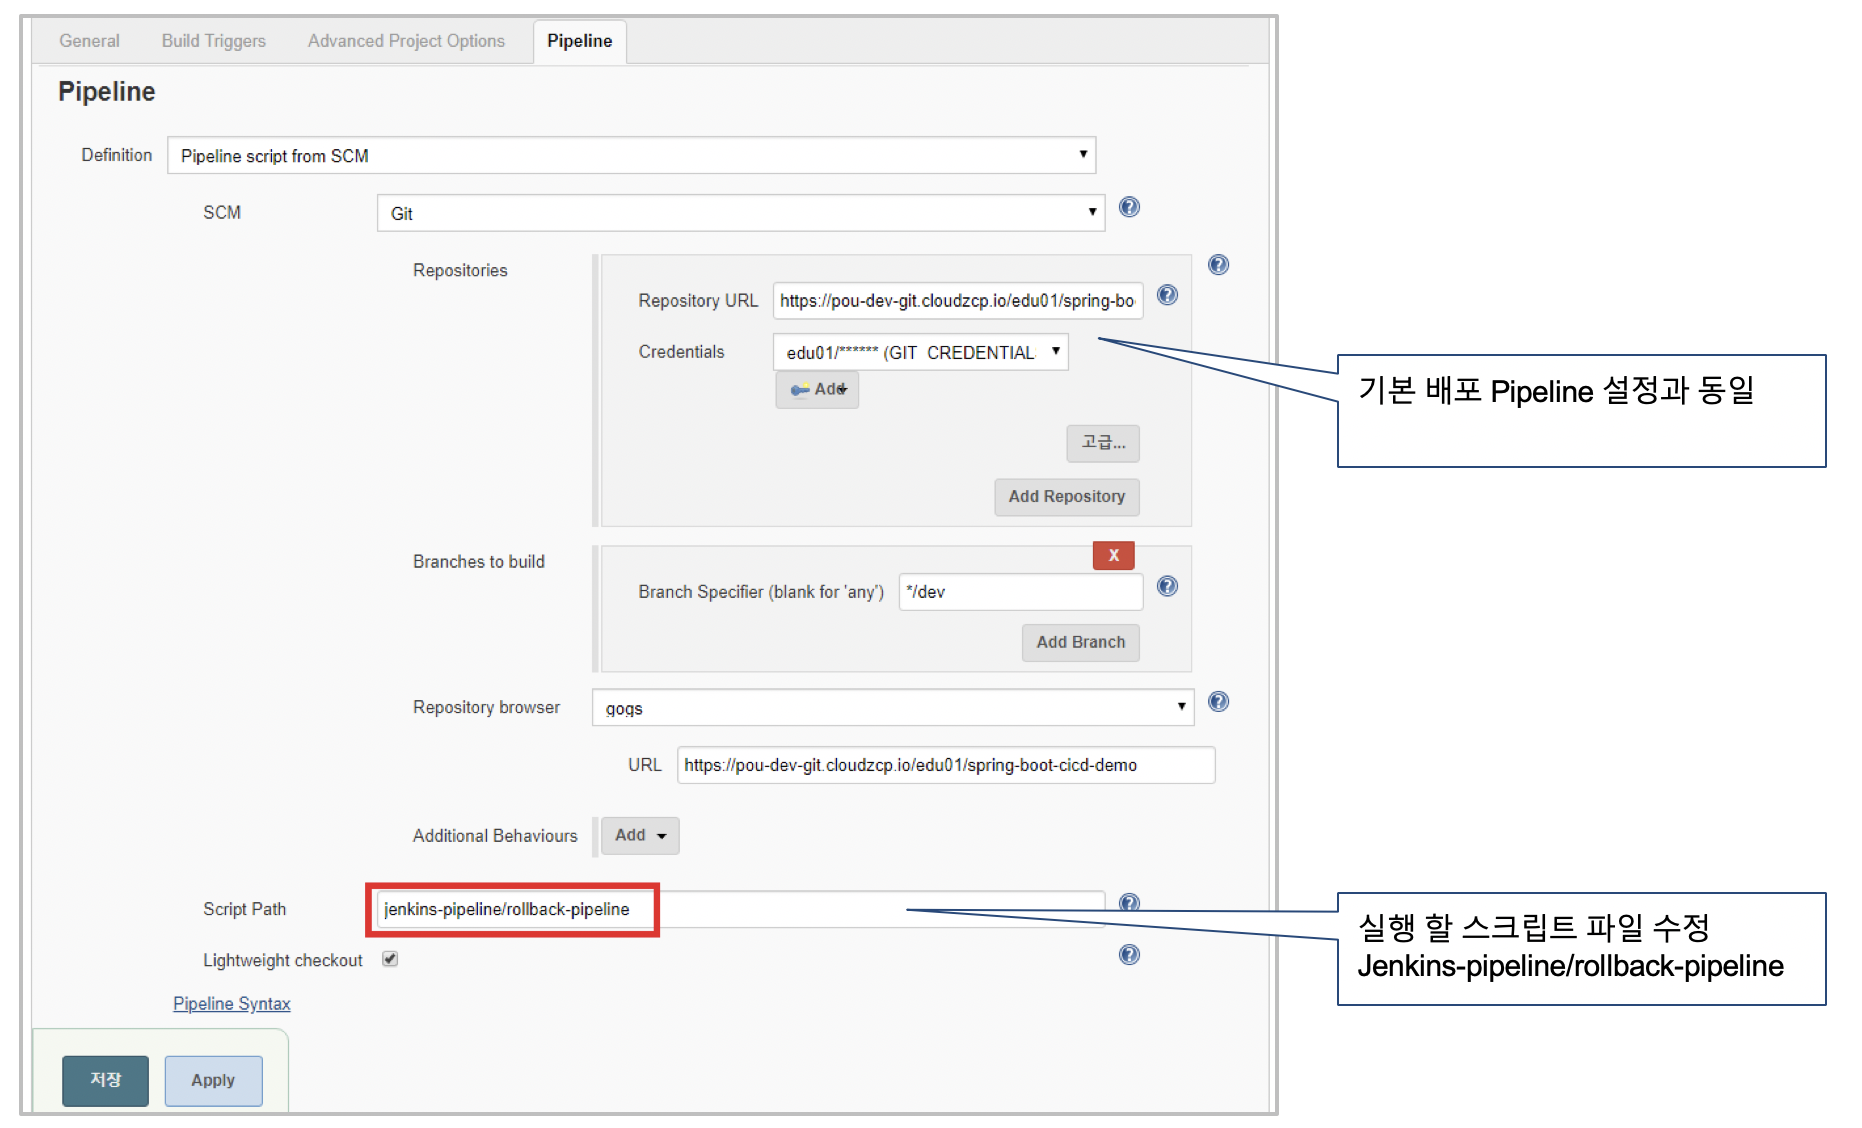 General Build Triggers Advanced Project Options Pipeline
Pipeline
Definition Pipeline script from SCM
SCM Git
Repositories
Repository URL https://pou-dev-git.cloudzcp.io/edu01/spring-bo
Credentials edu01/****** (GIT_CREDENTIAL
Add
기본 배포 Pipeline 설정과 동일
고급...
Add Repository
Branches to build
X
Branch Specifier (blank for 'any') */dev
Add Branch
Repository browser gogs
URL https://pou-dev-git.cloudzcp.io/edu01/spring-boot-cicd-demo
Additional Behaviours Add
Script Path jenkins-pipeline/rollback-pipeline
실행 할 스크립트 파일 수정
Jenkins-pipeline/rollback-pipeline
Lightweight checkout
Pipeline Syntax
저장 Apply